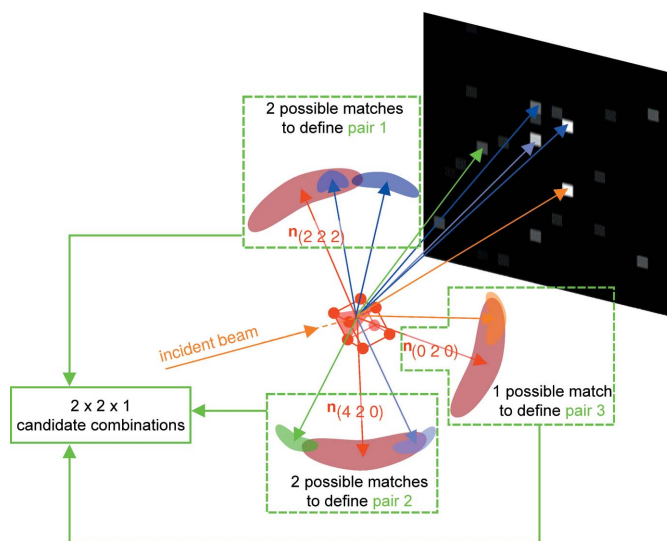 2 possible matches
to define pair 1
n(2 2 2)
incident beam
n(0 2 0)
1 possible match
to define pair 3
2 x 2 x 1
candidate combinations
n(4 2 0)
2 possible matches
to define pair 2